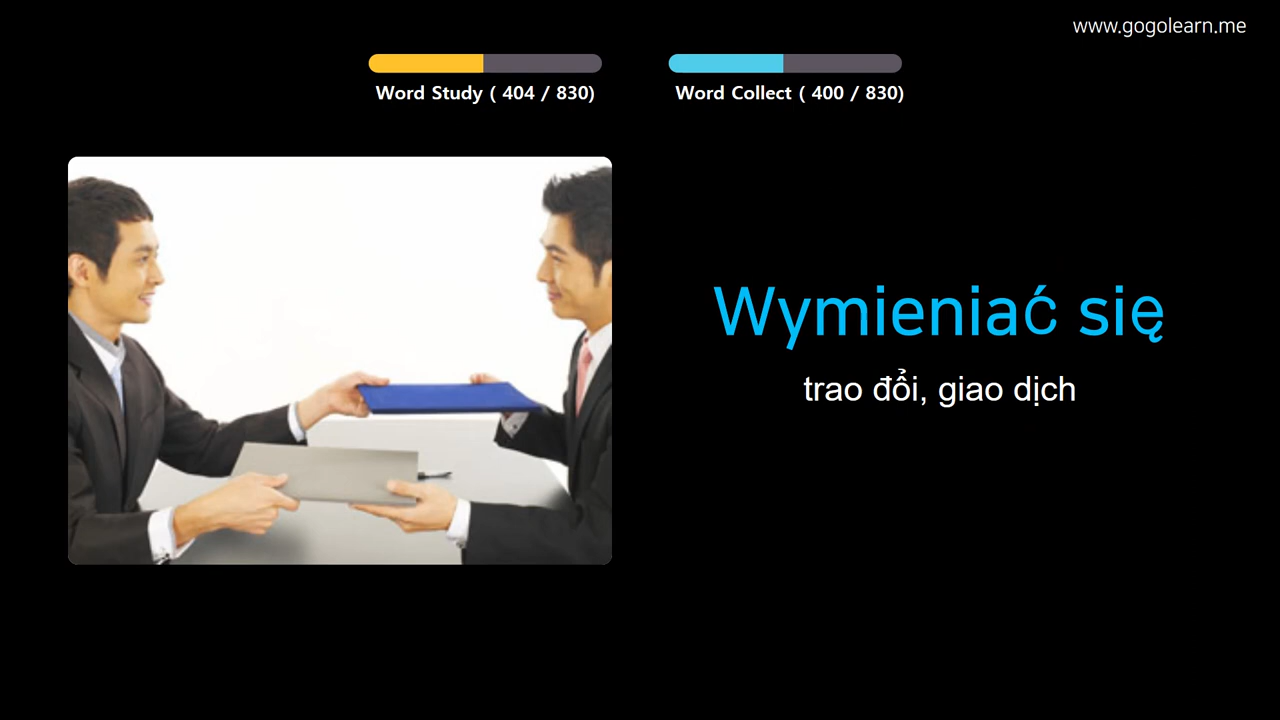 www.gogolearn.me
Word Study ( 404 / 830)
Word Collect ( 400 / 830)
Wymieniać się
trao đổi, giao dịch